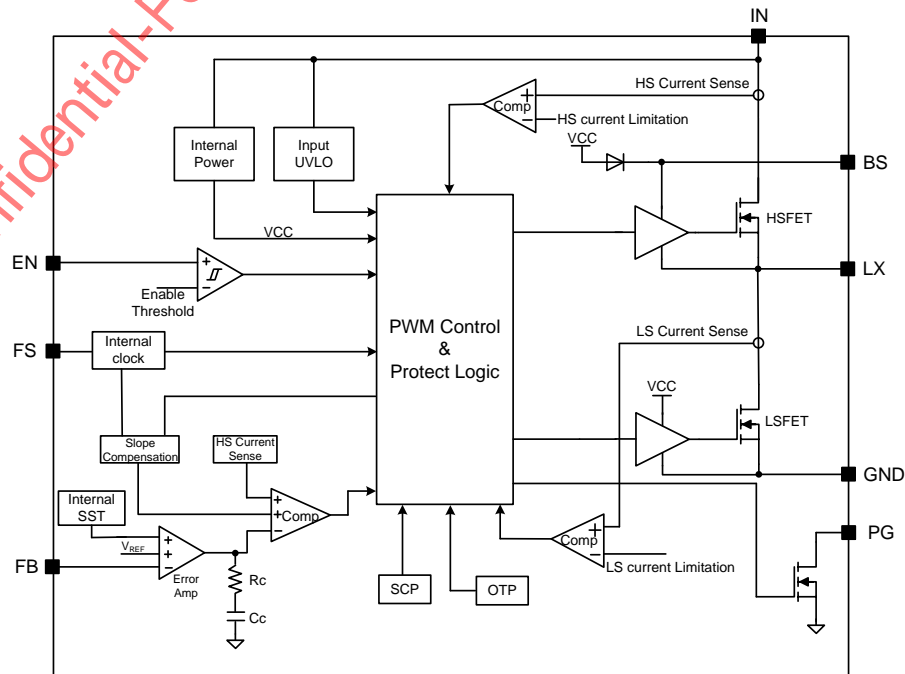 IN
HS Current Sense
Comp
HS current Limitation
Internal
Power
Input
UVLO
VCC
BS
HSFET
VCC
EN
Enable
Threshold
LX
PWM Control
&
Protect Logic
FS
Internal
clock
LS Current Sense
VCC
LSFET
Slope
Compensation
HS Current
Sense
GND
Internal
SST
Comp
PG
VREF
FB
Error
Amp
Rc
Cc
SCP
OTP
Comp
LS current Limitation